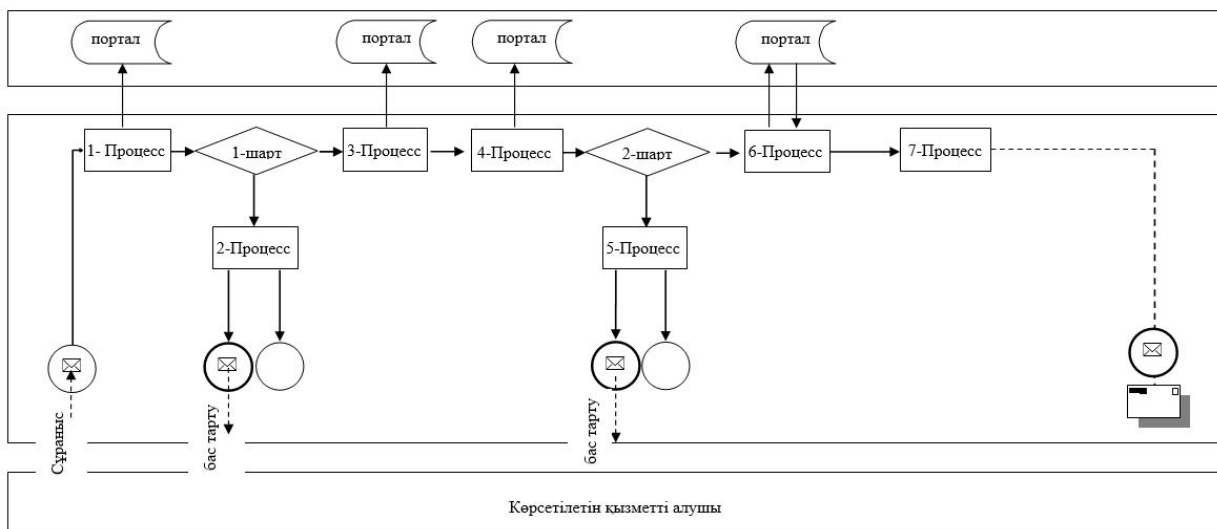 портал
портал
портал
портал
1- Процесс
1-шарт
3-Процесс
4-Процесс
2-шарт
6-Процесс
7-Процесс
2-Процесс
5-Процесс
Сұраныс
бас тарту
бас тарту
Көрсетілетін қызметті алушы